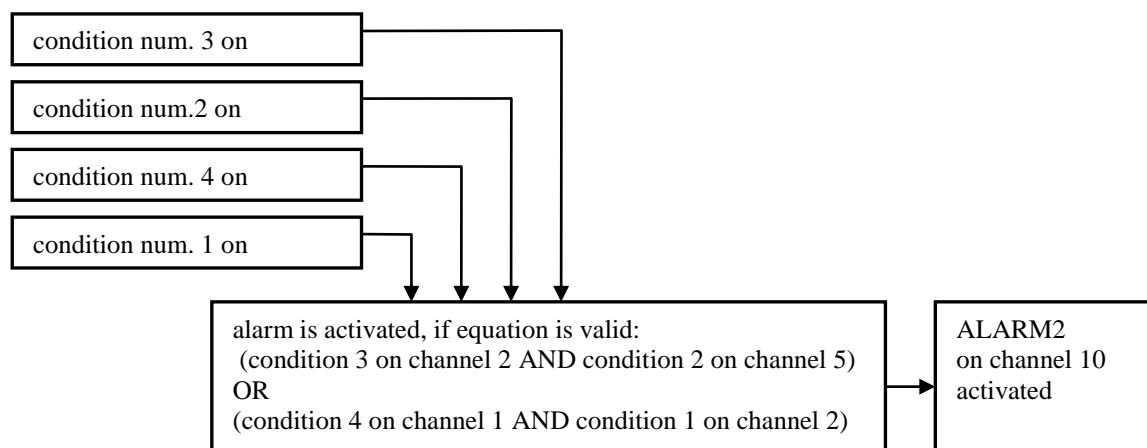 condition num. 3 on
condition num.2 on
condition num. 4 on
condition num. 1 on
alarm is activated, if equation is valid:
(condition 3 on channel 2 AND condition 2 on channel 5)
OR
(condition 4 on channel 1 AND condition 1 on channel 2)
ALARM2
on channel 10
activated